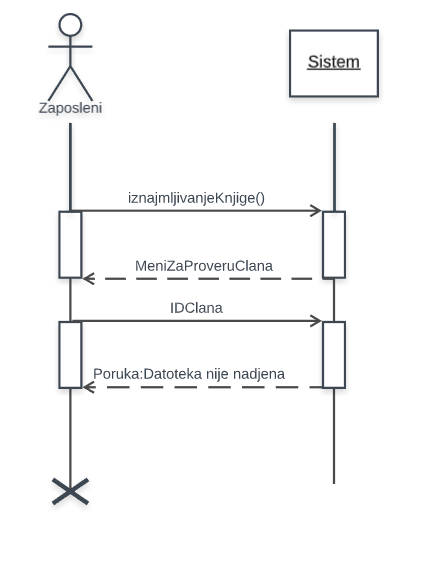 Zaposleni
Sistem
iznajmljivanjeKnjige()
MeniZaProveruClana
IDClana
Poruka:Datoteka nije nadjena